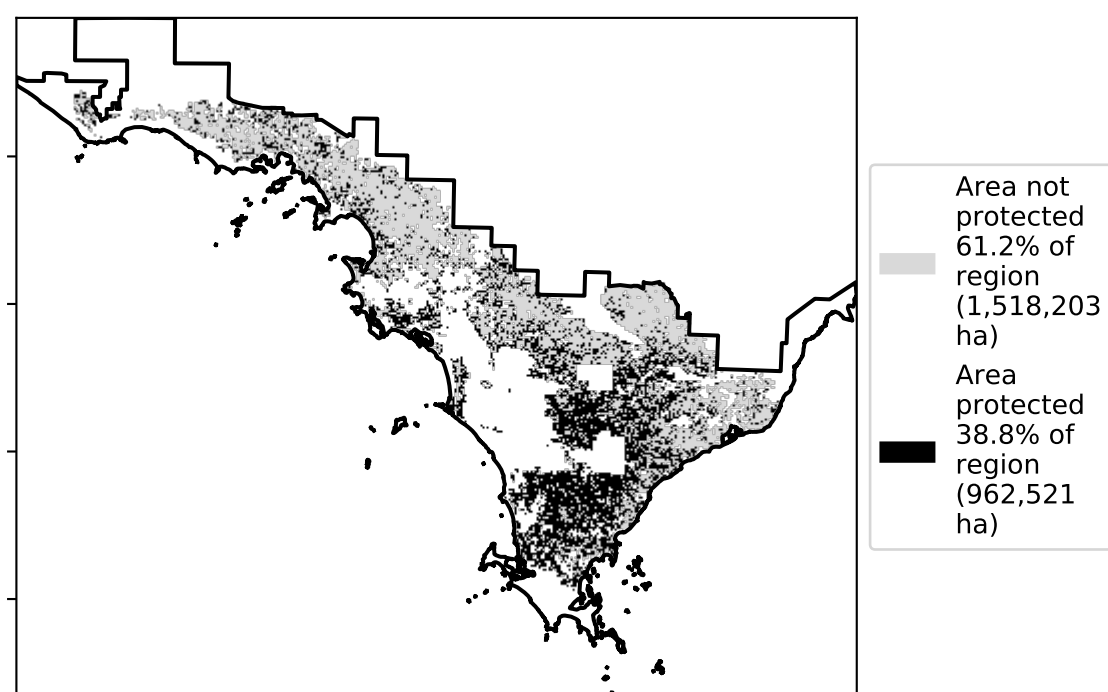 Area not
protected
61.2% of
region
(1,518,203
ha)
Area
protected
38.8% of
region
(962,521
ha)